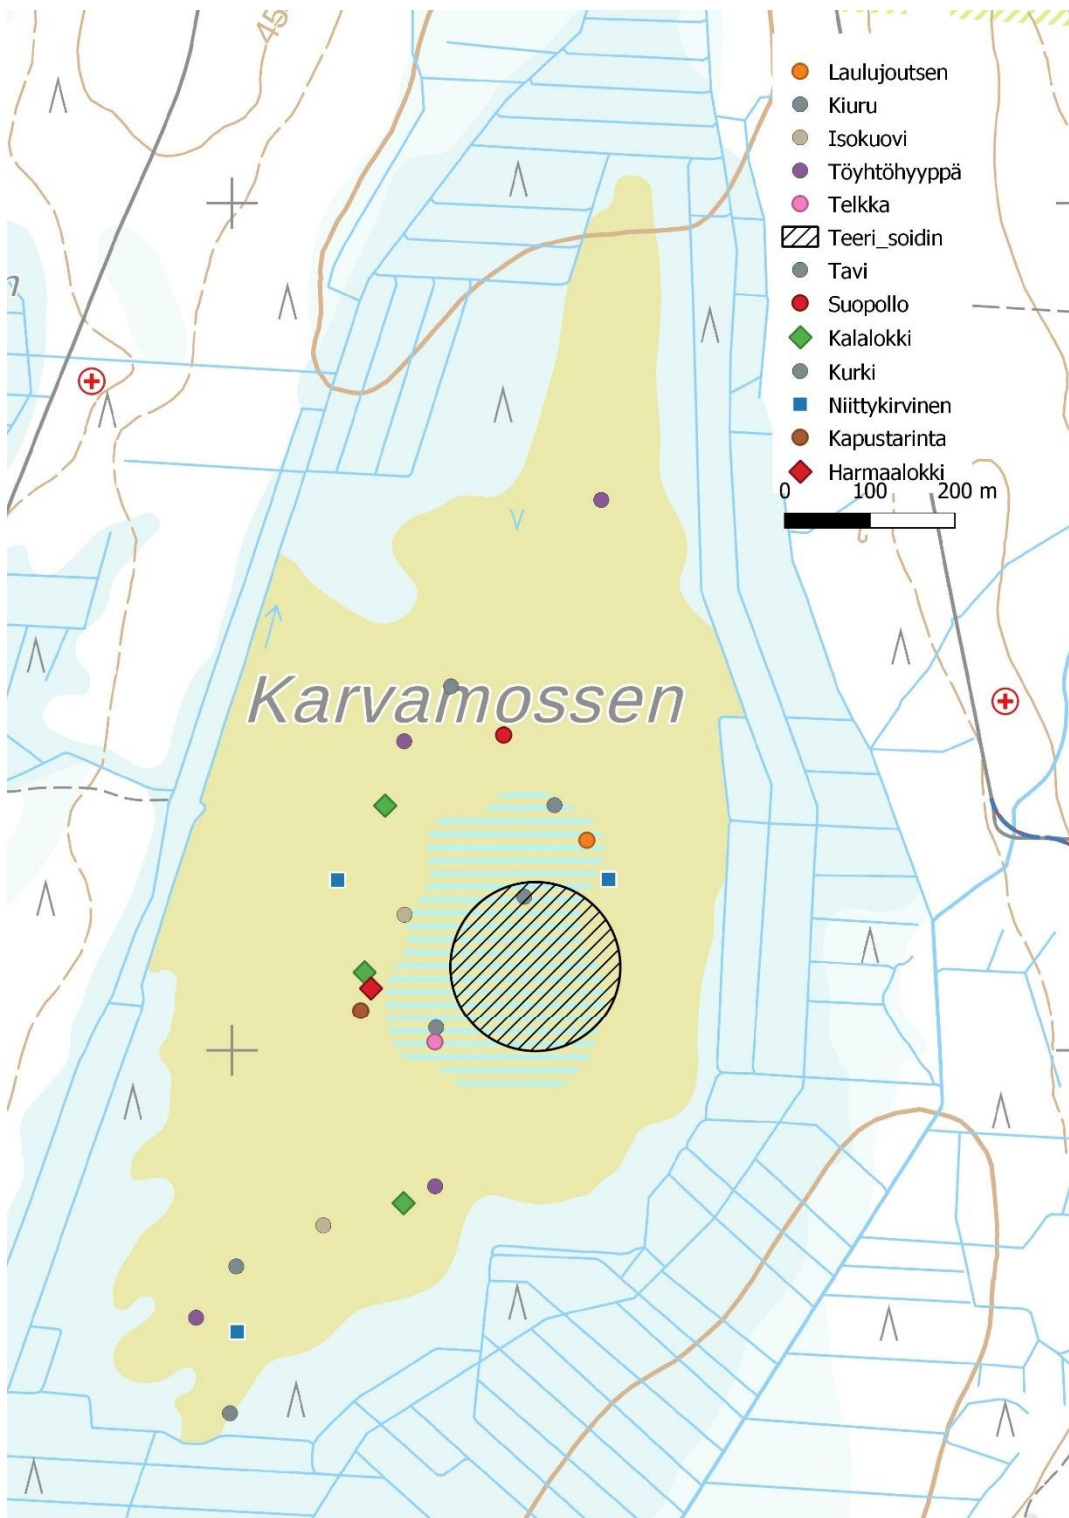 45
Laulujoutsen
Kiuru
Isokuovi
Töyhtöhyyppä
Telkka
Teeri_soidin
Tavi
Suopollo
Kalalokki
Kurki
Niittykirvinen
Kapustarinta
Harmaalokki
0 100 200 m
Karvamossen